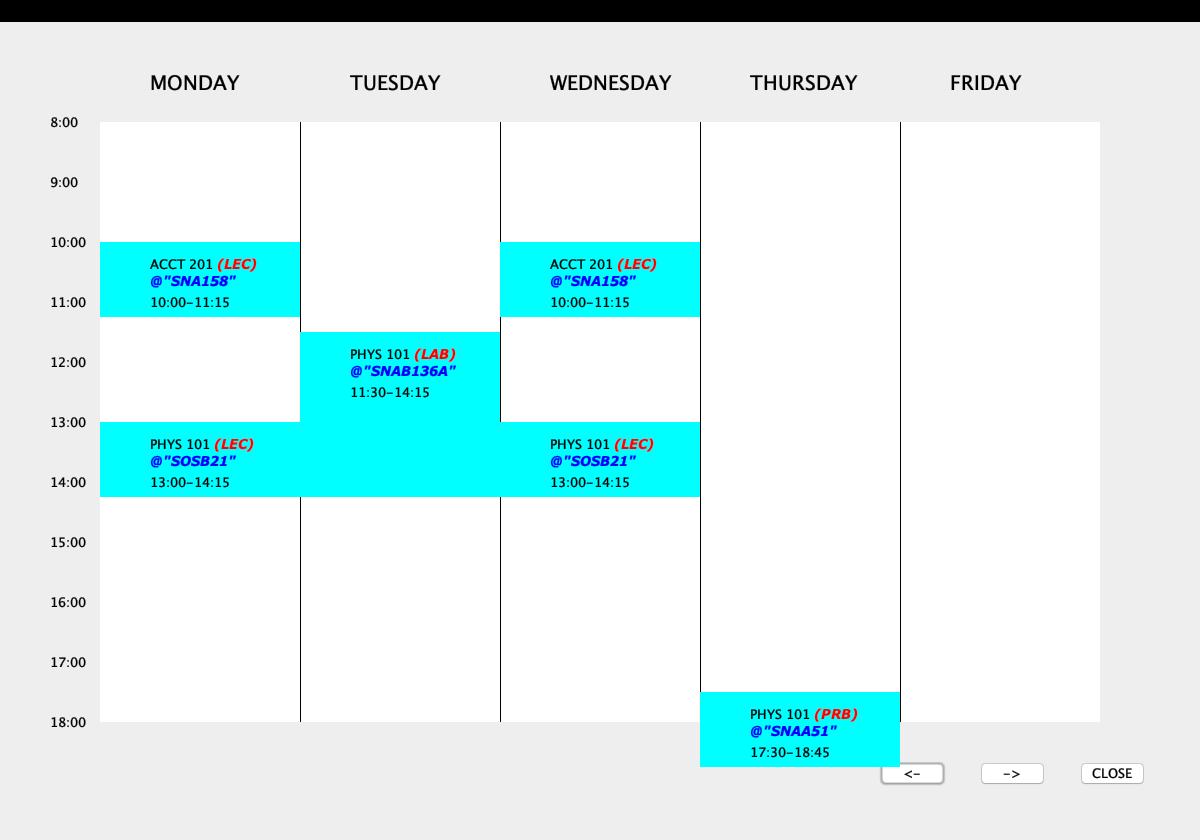 MONDAY TUESDAY WEDNESDAY THURSDAY FRIDAY
8:00
9:00
10:00
ACCT 201 (LEC) ACCT 201 (LEC)
@"SNA158" @"SNA158"
11:00 10:00-11:15 10:00-11:15
PHYS 101 (LAB)
12:00
@"SNAB136A"
11:30-14:15
13:00
PHYS 101 (LEC) PHYS 101 (LEC)
@"SOSB21" @"SOSB21"
14:00 13:00-14:15 13:00-14:15
15:00
16:00
17:00
PHYS 101 (PRB)
18:00
@"SNAA51"
17:30-18:45
<- -> CLOSE